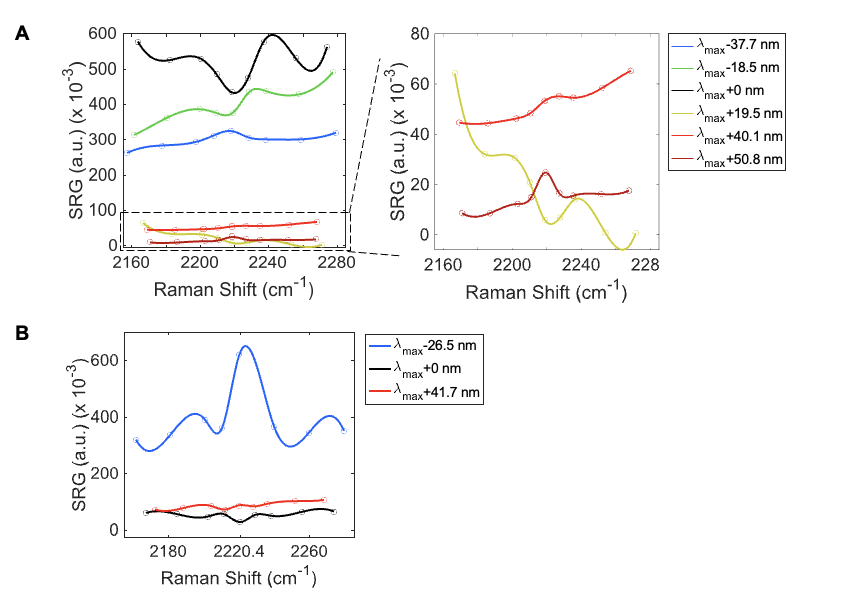 A
600
500
400
300
200
100
0
SRG (a.u.) (x 10⁻³)
2160
2200
2240
2280
Raman Shift (cm⁻¹)
80
60
40
20
0
SRG (a.u.) (x 10⁻³)
2160
2200
2240
228
Raman Shift (cm⁻¹)
λmax-37.7 nm
λmax-18.5 nm
λmax+0 nm
λmax+19.5 nm
λmax+40.1 nm
λmax+50.8 nm
B
600
400
200
0
SRG (a.u.) (x 10⁻³)
2180
2220.4
2260
Raman Shift (cm⁻¹)
λmax-26.5 nm
λmax+0 nm
λmax+41.7 nm